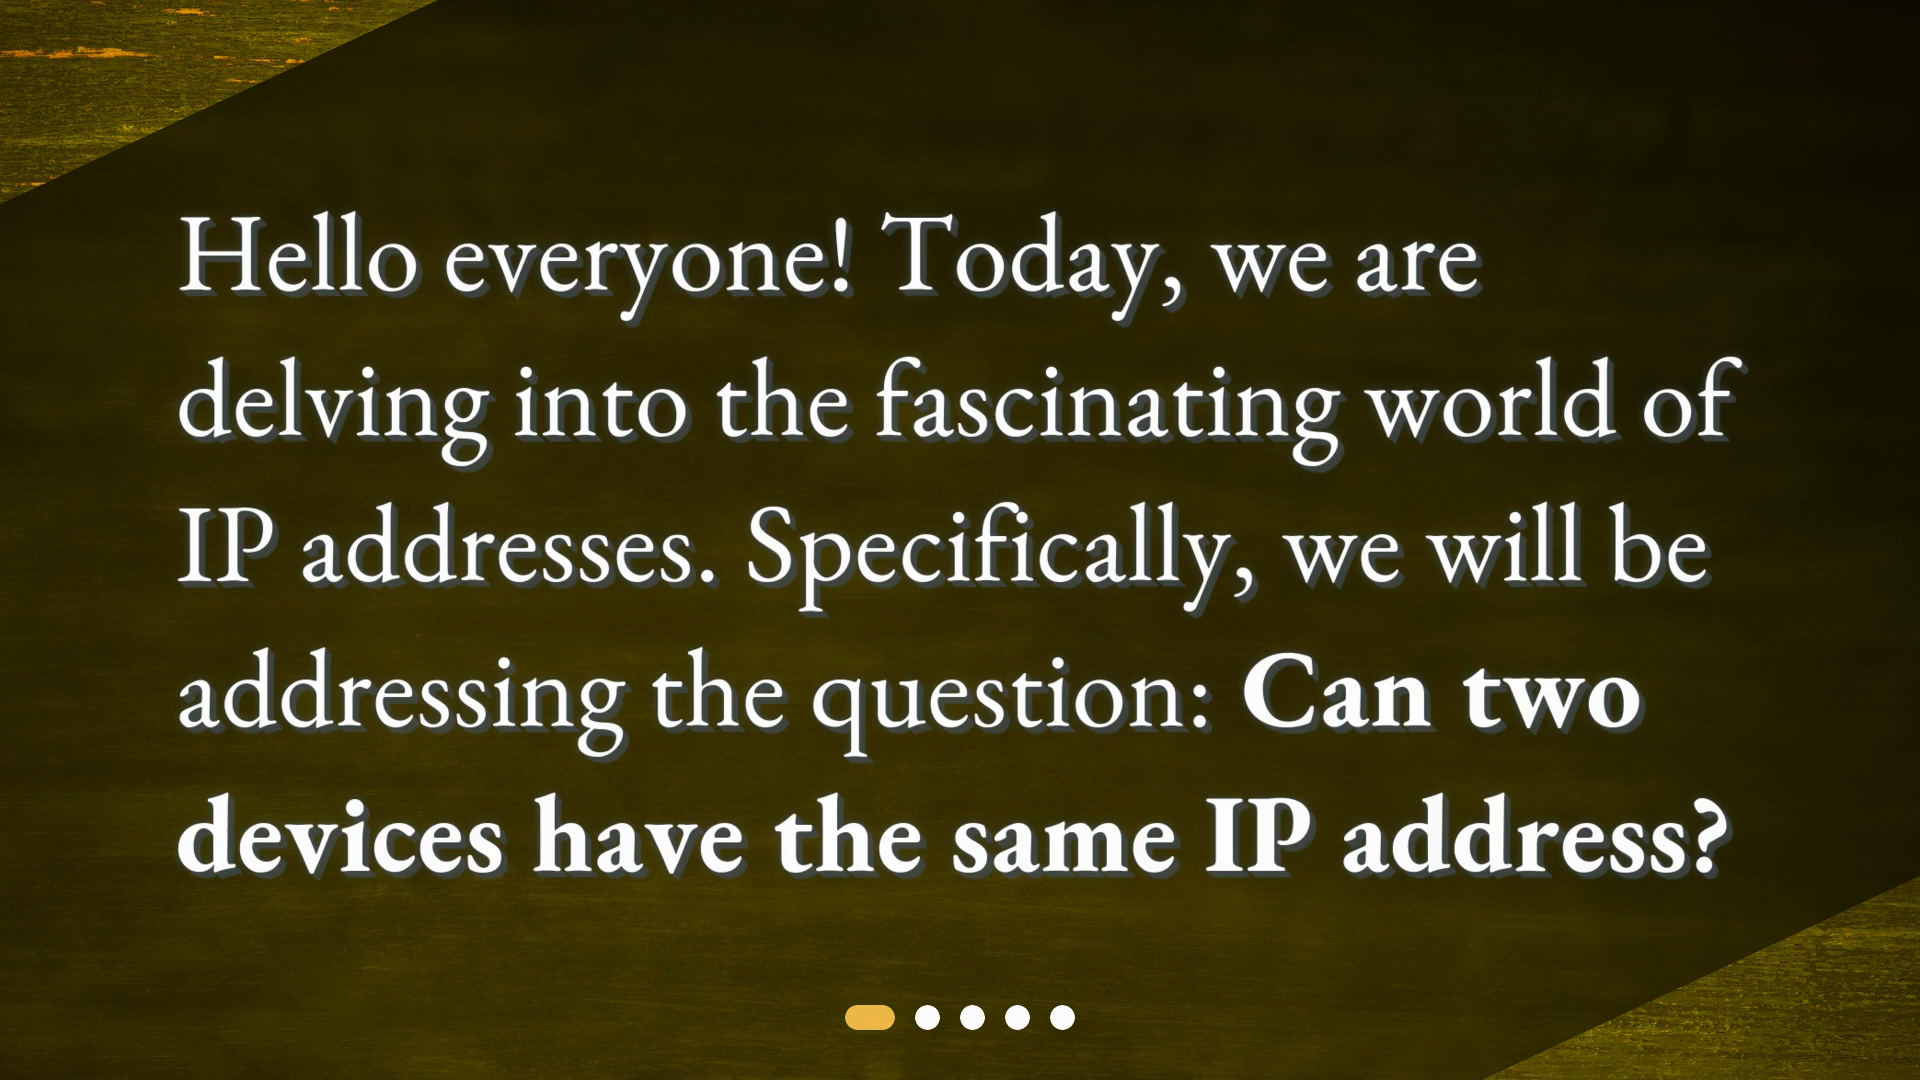 Hello everyone! Today, we are
delving into the fascinating world of
IP addresses. Specifically, we will be
addressing the question: Can two
devices have the same IP address?